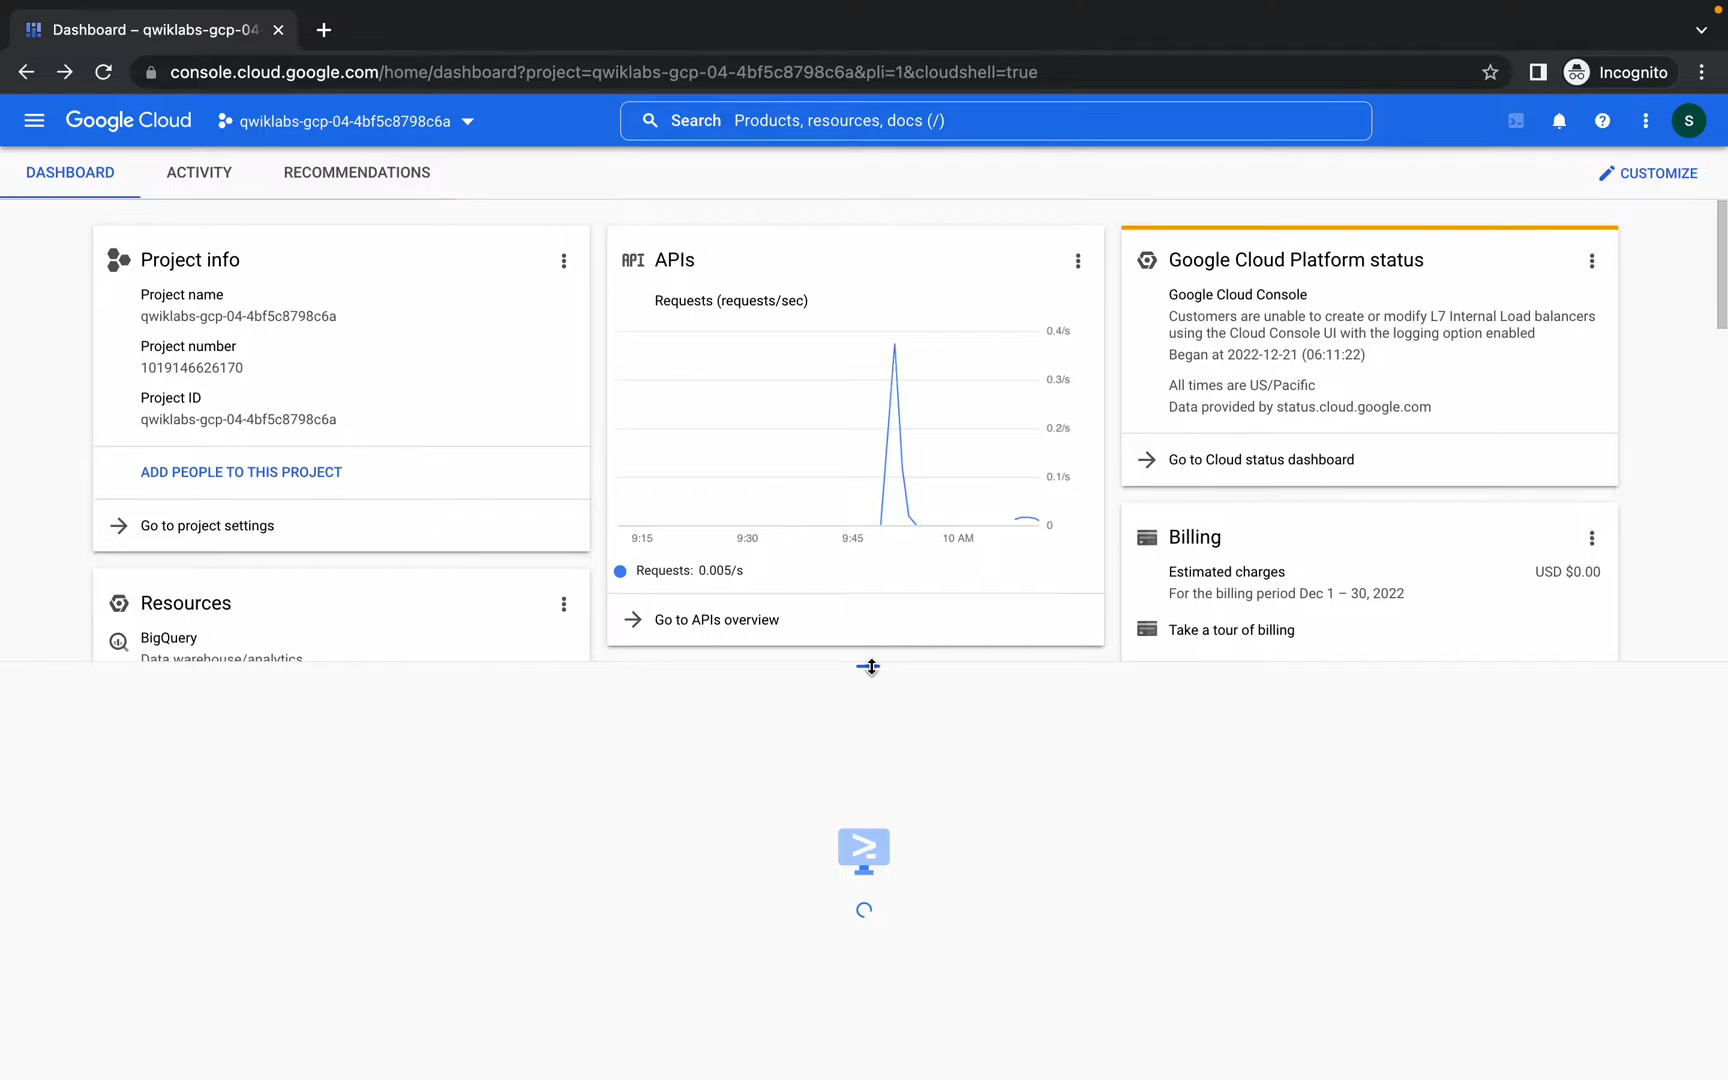 Dashboard – qwiklabs-gcp-04
console.cloud.google.com/home/dashboard?project=qwiklabs-gcp-04-4bf5c8798c6a&pli=1&cloudshell=true
Incognito
Google Cloud
qwiklabs-gcp-04-4bf5c8798c6a
Search Products, resources, docs (/)
S
DASHBOARD
ACTIVITY
RECOMMENDATIONS
CUSTOMIZE
Project info
Project name
qwiklabs-gcp-04-4bf5c8798c6a
Project number
1019146626170
Project ID
qwiklabs-gcp-04-4bf5c8798c6a
ADD PEOPLE TO THIS PROJECT
Go to project settings
Resources
BigQuery
Data warehouse/analytics
API APIs
Requests (requests/sec)
0.4/s
0.3/s
0.2/s
0.1/s
0
9:15 9:30 9:45 10 AM
Requests: 0.005/s
Go to APIs overview
Google Cloud Platform status
Google Cloud Console
Customers are unable to create or modify L7 Internal Load balancers
using the Cloud Console UI with the logging option enabled
Began at 2022-12-21 (06:11:22)
All times are US/Pacific
Data provided by status.cloud.google.com
Go to Cloud status dashboard
Billing
Estimated charges USD $0.00
For the billing period Dec 1 – 30, 2022
Take a tour of billing